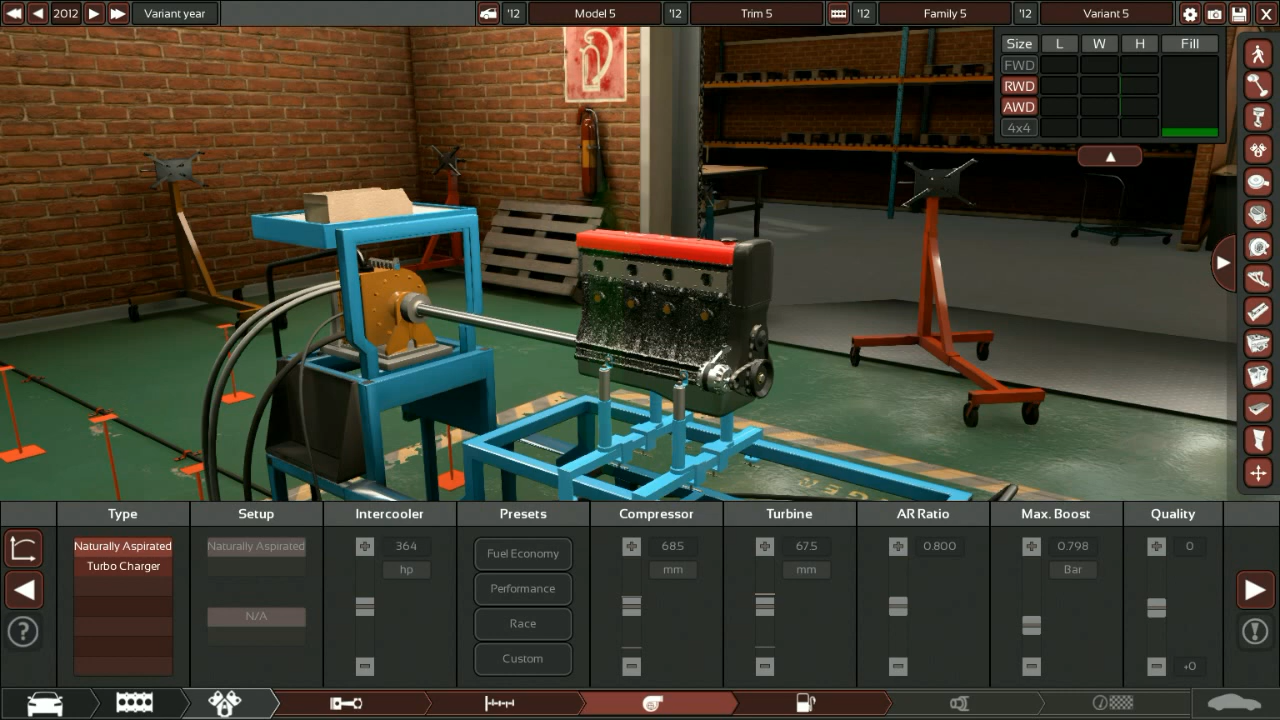 2012 Variant year '12 Model 5 '12 Trim 5 '12 Family 5 '12 Variant 5
Size L W H Fill
FWD
RWD
AWD
4x4
Type Setup Intercooler Presets Compressor Turbine AR Ratio Max. Boost Quality
Naturally Aspirated Naturally Aspirated 364 68.5 67.5 0.800 0.798 0
Turbo Charger
hp Fuel Economy mm mm Bar
Performance
N/A
Race
Custom
+0